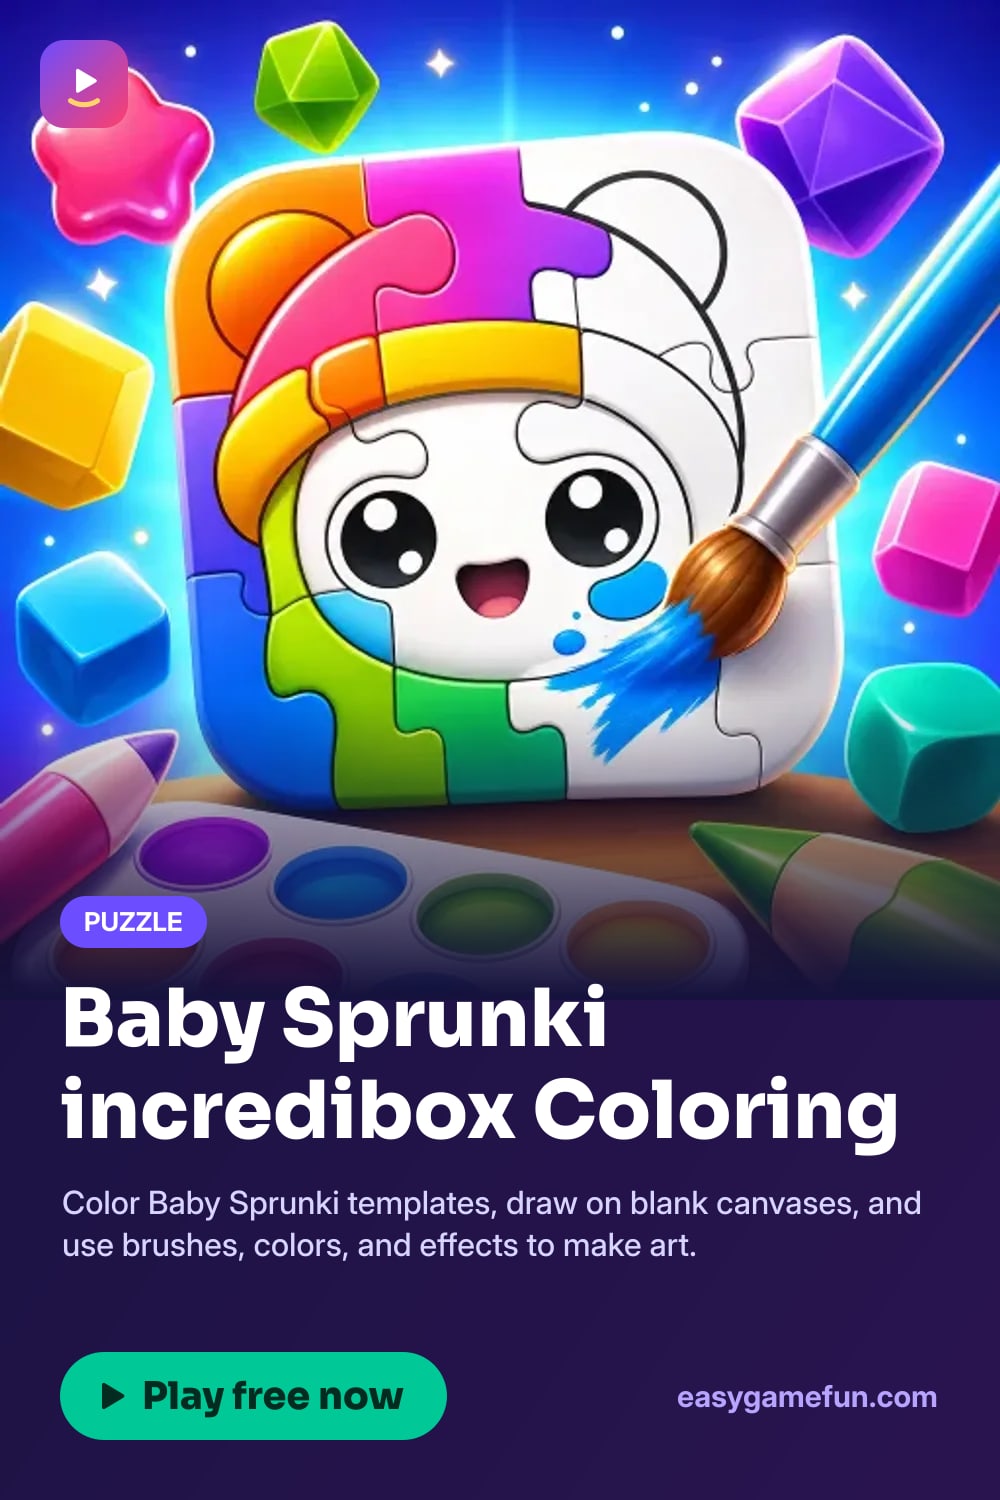 PUZZLE
Baby Sprunki
incredibox Coloring
Color Baby Sprunki templates, draw on blank canvases, and
use brushes, colors, and effects to make art.
Play free now
easygamefun.com